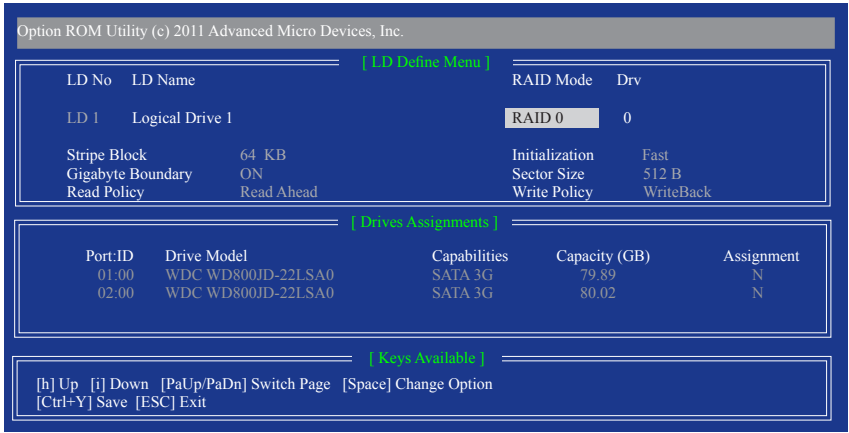 Option ROM Utility (c) 2011 Advanced Micro Devices, Inc.
[ LD Define Menu ]
LD No LD Name RAID Mode Drv
LD 1 Logical Drive 1 RAID 0 0
Stripe Block 64 KB Initialization Fast
Gigabyte Boundary ON Sector Size 512 B
Read Policy Read Ahead Write Policy WriteBack
[ Drives Assignments ]
Port:ID Drive Model Capabilities Capacity (GB) Assignment
01:00 WDC WD800JD-22LSA0 SATA 3G 79.89 N
02:00 WDC WD800JD-22LSA0 SATA 3G 80.02 N
[ Keys Available ]
[h] Up [i] Down [PaUp/PaDn] Switch Page [Space] Change Option
[Ctrl+Y] Save [ESC] Exit